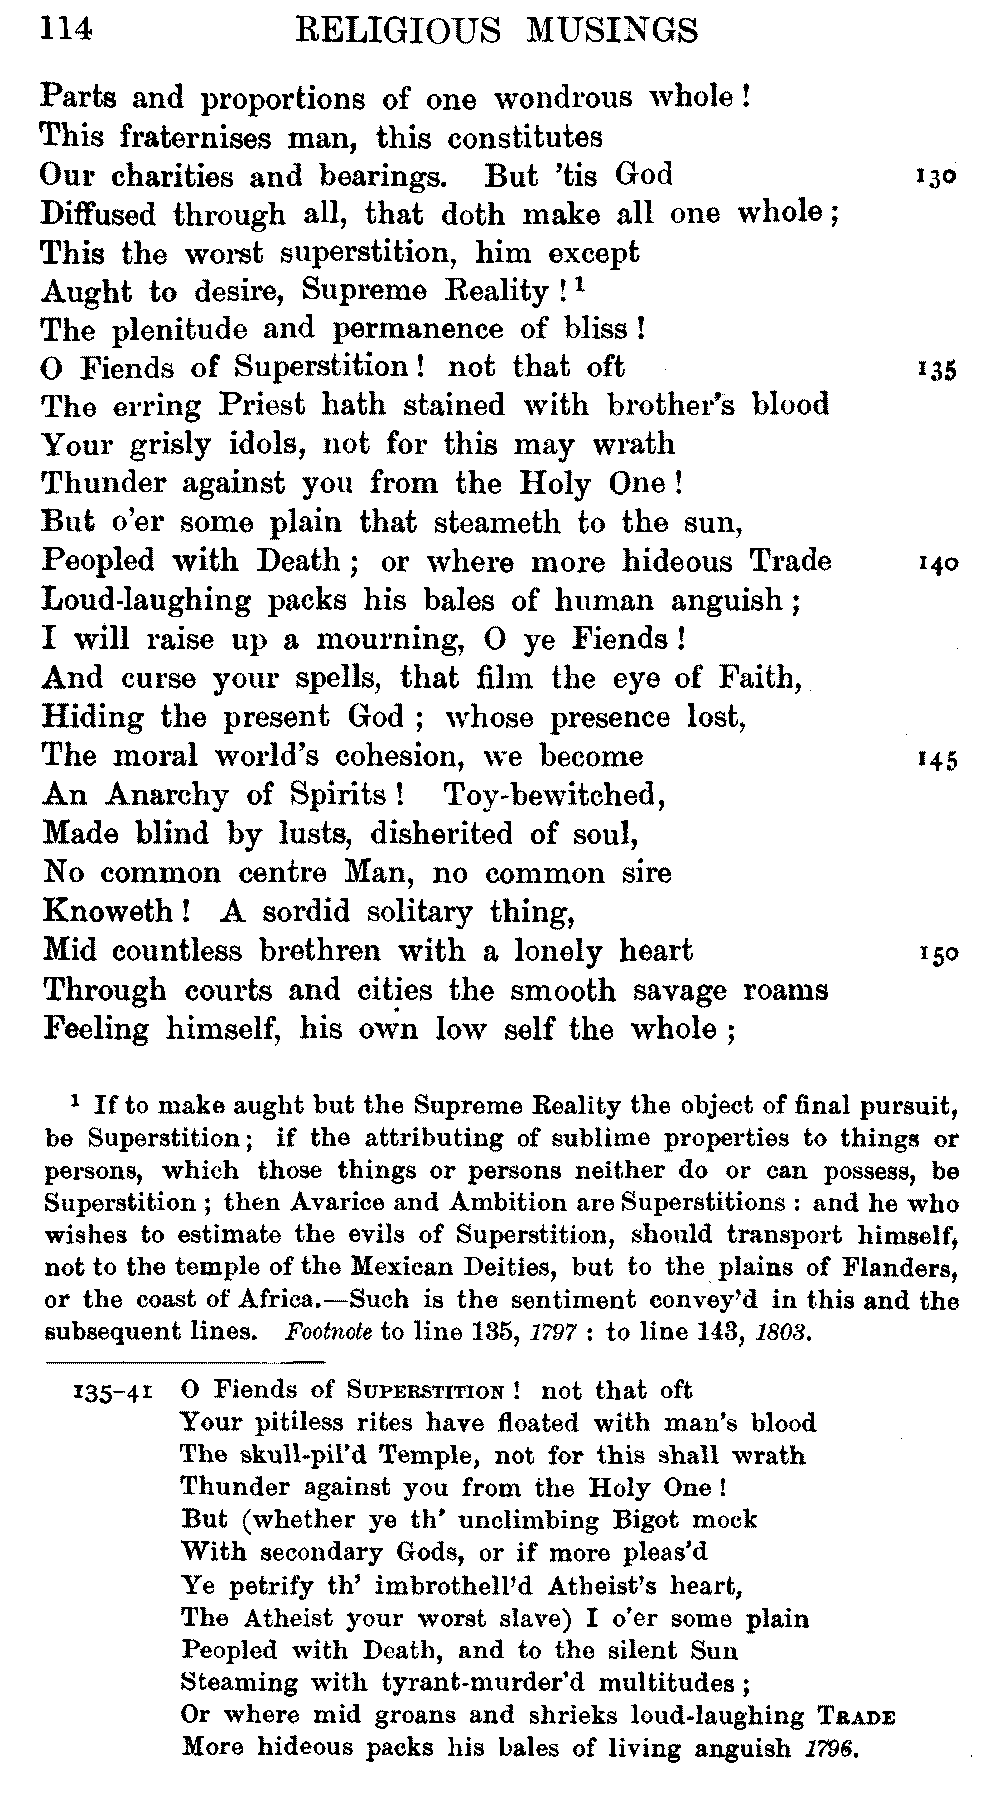 114 RELIGIOUS MUSINGS
Parts and proportions of one wondrous whole !
This fraternises man, this constitutes
Our charities and bearings. But 'tis God 130
Diffused through all, that doth make all one whole ;
This the worst superstition, him except
Aught to desire, Supreme Reality ! ¹
The plenitude and permanence of bliss !
O Fiends of Superstition ! not that oft 135
The erring Priest hath stained with brother's blood
Your grisly idols, not for this may wrath
Thunder against you from the Holy One !
But o'er some plain that steameth to the sun,
Peopled with Death ; or where more hideous Trade 140
Loud-laughing packs his bales of human anguish ;
I will raise up a mourning, O ye Fiends !
And curse your spells, that film the eye of Faith,
Hiding the present God ; whose presence lost,
The moral world's cohesion, we become 145
An Anarchy of Spirits ! Toy-bewitched,
Made blind by lusts, disherited of soul,
No common centre Man, no common sire
Knoweth ! A sordid solitary thing,
Mid countless brethren with a lonely heart 150
Through courts and cities the smooth savage roams
Feeling himself, his own low self the whole ;
¹ If to make aught but the Supreme Reality the object of final pursuit,
be Superstition ; if the attributing of sublime properties to things or
persons, which those things or persons neither do or can possess, be
Superstition ; then Avarice and Ambition are Superstitions : and he who
wishes to estimate the evils of Superstition, should transport himself,
not to the temple of the Mexican Deities, but to the plains of Flanders,
or the coast of Africa.—Such is the sentiment convey'd in this and the
subsequent lines. Footnote to line 135, 1797 : to line 143, 1803.
135-41 O Fiends of SUPERSTITION ! not that oft
Your pitiless rites have floated with man's blood
The skull-pil'd Temple, not for this shall wrath
Thunder against you from the Holy One !
But (whether ye th' unclimbing Bigot mock
With secondary Gods, or if more pleas'd
Ye petrify th' imbrothell'd Atheist's heart,
The Atheist your worst slave) I o'er some plain
Peopled with Death, and to the silent Sun
Steaming with tyrant-murder'd multitudes ;
Or where mid groans and shrieks loud-laughing TRADE
More hideous packs his bales of living anguish 1796.